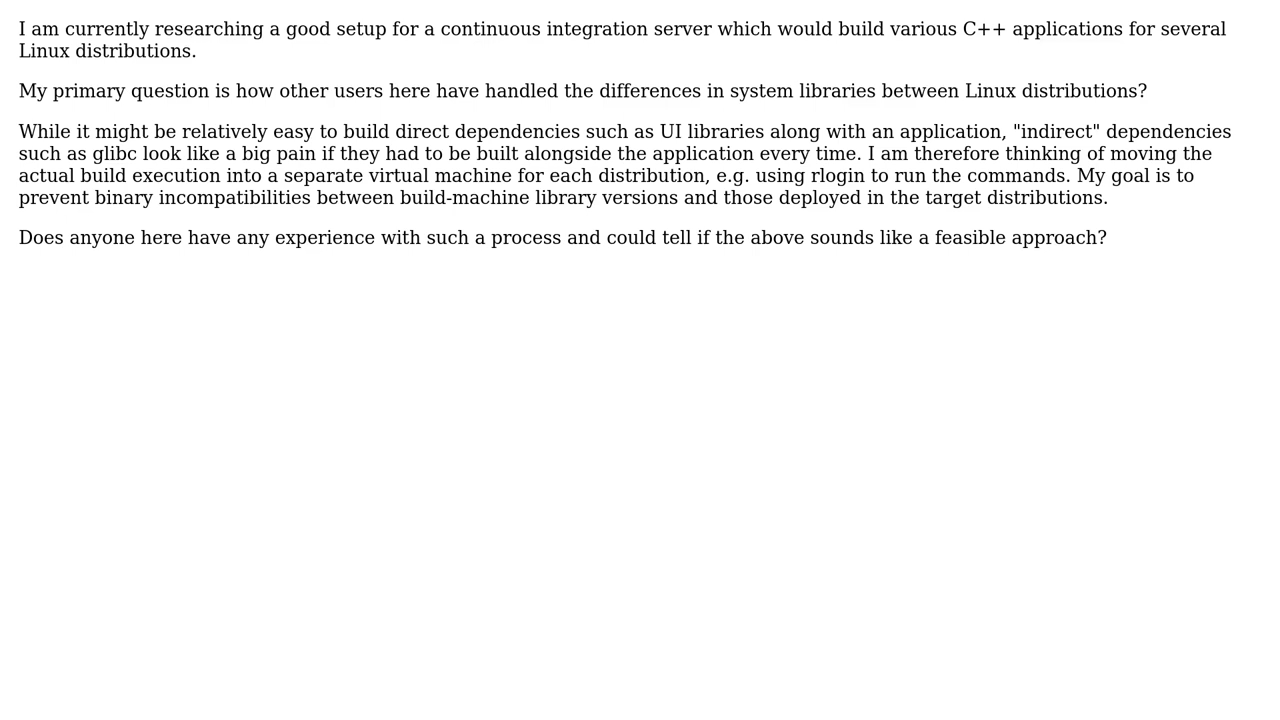 I am currently researching a good setup for a continuous integration server which would build various C++ applications for several
Linux distributions.
My primary question is how other users here have handled the differences in system libraries between Linux distributions?
While it might be relatively easy to build direct dependencies such as UI libraries along with an application, "indirect" dependencies
such as glibc look like a big pain if they had to be built alongside the application every time. I am therefore thinking of moving the
actual build execution into a separate virtual machine for each distribution, e.g. using rlogin to run the commands. My goal is to
prevent binary incompatibilities between build-machine library versions and those deployed in the target distributions.
Does anyone here have any experience with such a process and could tell if the above sounds like a feasible approach?